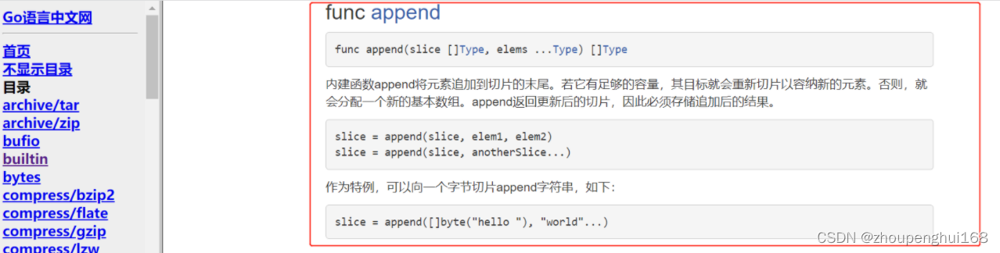 Go语言中文网
首页
不显示目录
目录
archive/tar
archive/zip
bufio
builtin
bytes
compress/bzip2
compress/flate
compress/gzip
compress/lzw
func append
func append(slice []Type, elems ...Type) []Type
内建函数append将元素追加到切片的末尾。若它有足够的容量，其目标就会重新切片以容纳新的元素。否则，就
会分配一个新的基本数组。append返回更新后的切片，因此必须存储追加后的结果。
slice = append(slice, elem1, elem2)
slice = append(slice, anotherSlice...)
作为特例，可以向一个字节切片append字符串，如下：
slice = append([]byte("hello "), "world"...)
CSDN @zhoupenghui168